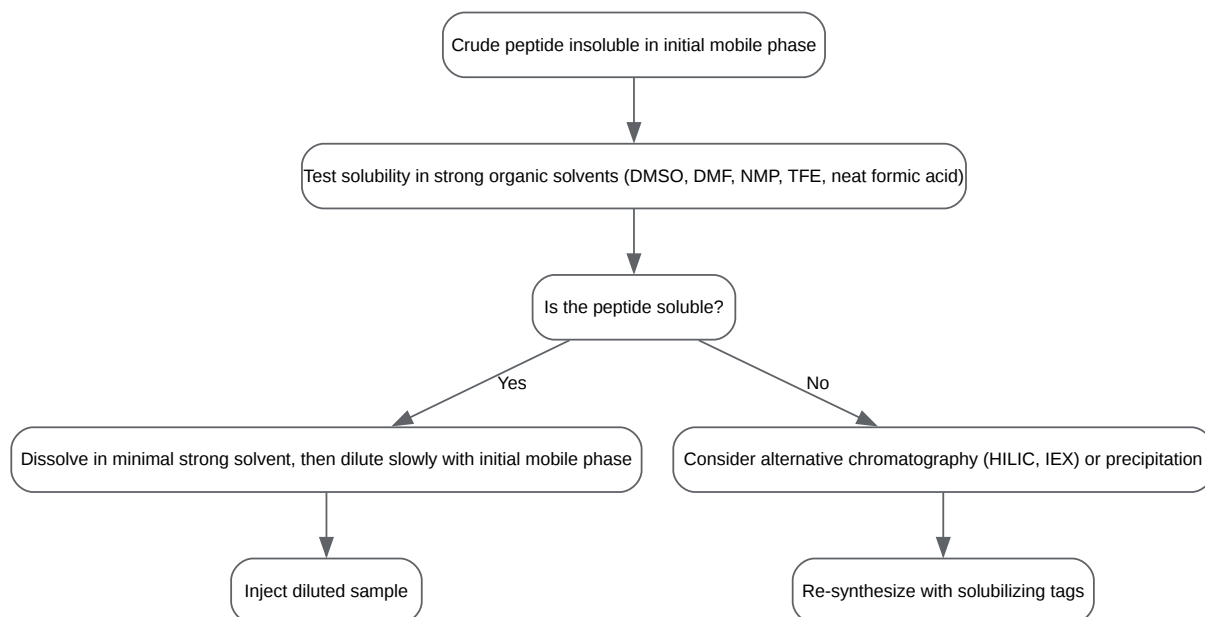 Crude peptide insoluble in initial mobile phase
Test solubility in strong organic solvents (DMSO, DMF, NMP, TFE, neat formic acid)
Is the peptide soluble?
Yes
No
Dissolve in minimal strong solvent, then dilute slowly with initial mobile phase
Consider alternative chromatography (HILIC, IEX) or precipitation
Inject diluted sample
Re-synthesize with solubilizing tags